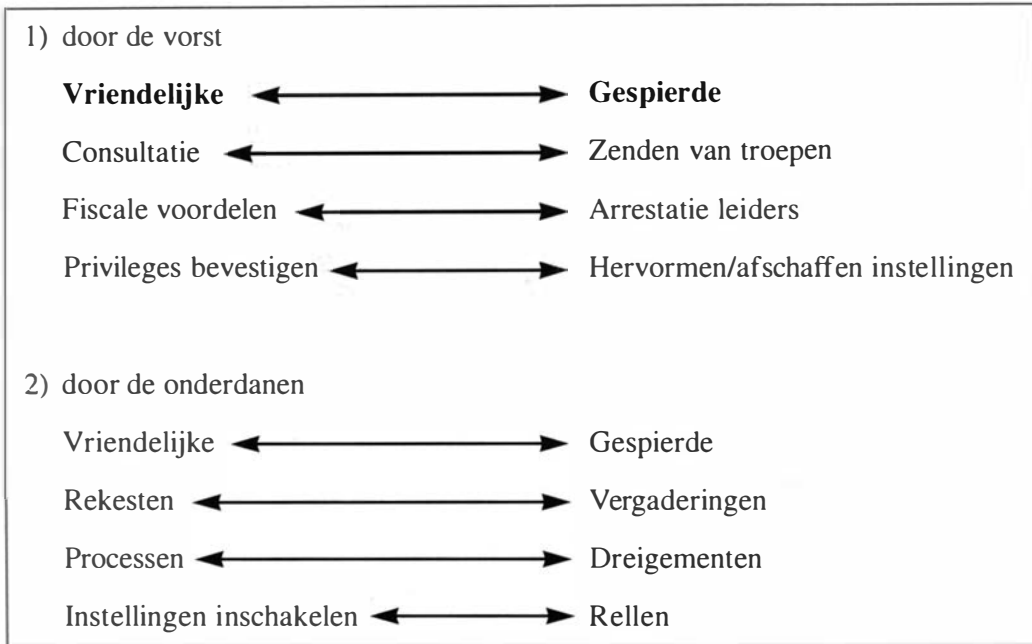 1) door de vorst
Vriendelijke Gespierde
Consultatie Zenden van troepen
Fiscale voordelen Arrestatie leiders
Privileges bevestigen Hervormen/afschaffen instellingen
2) door de onderdanen
Vriendelijke Gespierde
Rekesten Vergaderingen
Processen Dreigementen
Instellingen inschakelen Rellen